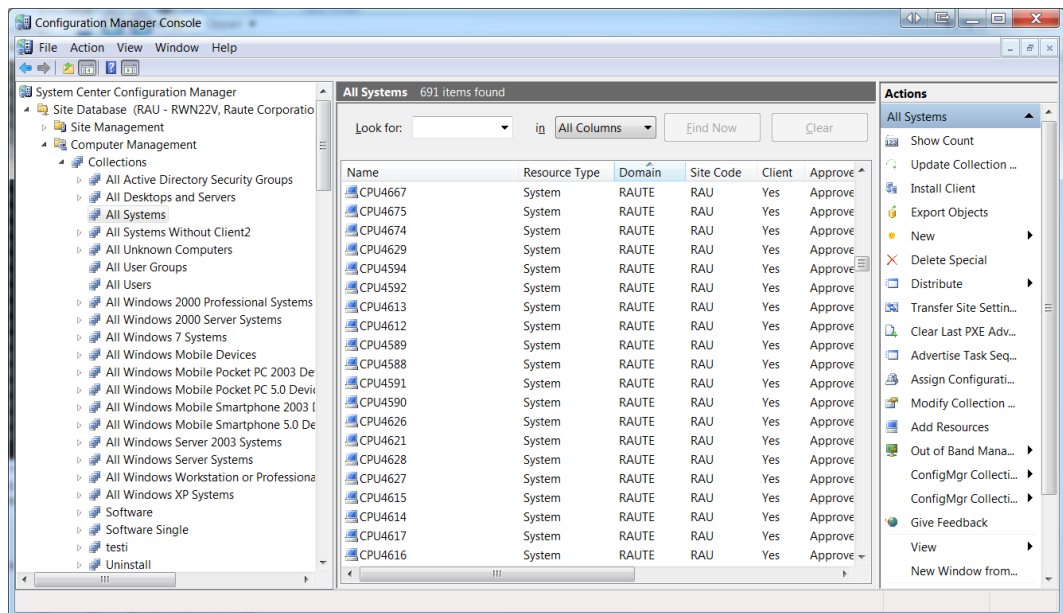 Configuration Manager Console
File Action View Window Help
System Center Configuration Manager
Site Database (RAU - RWN22V, Raute Corporatio
Site Management
Computer Management
Collections
All Active Directory Security Groups
All Desktops and Servers
All Systems
All Systems Without Client2
All Unknown Computers
All User Groups
All Users
All Windows 2000 Professional Systems
All Windows 2000 Server Systems
All Windows 7 Systems
All Windows Mobile Devices
All Windows Mobile Pocket PC 2003 De
All Windows Mobile Pocket PC 5.0 Devic
All Windows Mobile Smartphone 2003 D
All Windows Mobile Smartphone 5.0 De
All Windows Server 2003 Systems
All Windows Server Systems
All Windows Workstation or Professiona
All Windows XP Systems
Software
Software Single
testi
Uninstall
All Systems 691 items found
Look for: in All Columns Find Now Clear
Name Resource Type Domain Site Code Client Approve
CPU4667 System RAUTE RAU Yes Approve
CPU4675 System RAUTE RAU Yes Approve
CPU4674 System RAUTE RAU Yes Approve
CPU4629 System RAUTE RAU Yes Approve
CPU4594 System RAUTE RAU Yes Approve
CPU4592 System RAUTE RAU Yes Approve
CPU4613 System RAUTE RAU Yes Approve
CPU4612 System RAUTE RAU Yes Approve
CPU4589 System RAUTE RAU Yes Approve
CPU4588 System RAUTE RAU Yes Approve
CPU4591 System RAUTE RAU Yes Approve
CPU4590 System RAUTE RAU Yes Approve
CPU4626 System RAUTE RAU Yes Approve
CPU4621 System RAUTE RAU Yes Approve
CPU4628 System RAUTE RAU Yes Approve
CPU4627 System RAUTE RAU Yes Approve
CPU4615 System RAUTE RAU Yes Approve
CPU4614 System RAUTE RAU Yes Approve
CPU4617 System RAUTE RAU Yes Approve
CPU4616 System RAUTE RAU Yes Approve
Actions
All Systems
Show Count
Update Collection ...
Install Client
Export Objects
New
Delete Special
Distribute
Transfer Site Settin...
Clear Last PXE Adv...
Advertise Task Seq...
Assign Configurati...
Modify Collection ...
Add Resources
Out of Band Mana...
ConfigMgr Collecti...
ConfigMgr Collecti...
Give Feedback
View
New Window from...